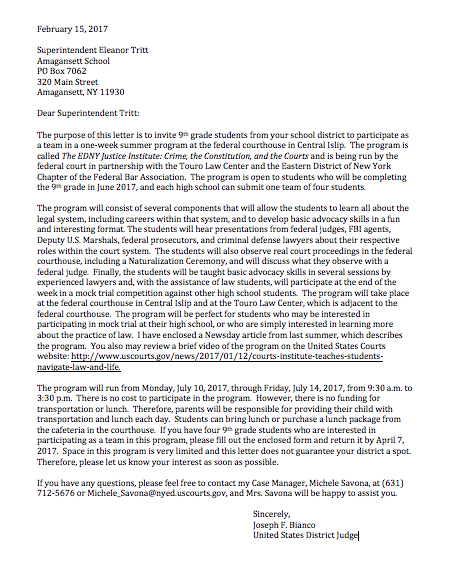 February 15, 2017
Superintendent Eleanor Tritt
Amagansett School
PO Box 7062
320 Main Street
Amagansett, NY 11930
Dear Superintendent Tritt:
The purpose of this letter is to invite 9th grade students from your school district to participate as
a team in a one-week summer program at the federal courthouse in Central Islip.  The program is
called The EDNY Justice Institute: Crime, the Constitution, and the Courts and is being run by the
federal court in partnership with the Touro Law Center and the Eastern District of New York
Chapter of the Federal Bar Association.  The program is open to students who will be completing
the 9th grade in June 2017, and each high school can submit one team of four students.
The program will consist of several components that will allow the students to learn all about the
legal system, including careers within that system, and to develop basic advocacy skills in a fun
and interesting format. The students will hear presentations from federal judges, FBI agents,
Deputy U.S. Marshals, federal prosecutors, and criminal defense lawyers about their respective
roles within the court system.  The students will also observe real court proceedings in the federal
courthouse, including a Naturalization Ceremony, and will discuss what they observe with a
federal judge.  Finally, the students will be taught basic advocacy skills in several sessions by
experienced lawyers and, with the assistance of law students, will participate at the end of the
week in a mock trial competition against other high school students.  The program will take place
at the federal courthouse in Central Islip and at the Touro Law Center, which is adjacent to the
federal courthouse.  The program will be perfect for students who may be interested in
participating in mock trial at their high school, or who are simply interested in learning more
about the practice of law.  I have enclosed a Newsday article from last summer, which describes
the program.  You also may review a brief video of the program on the United States Courts
website: http://www.uscourts.gov/news/2017/01/12/courts-institute-teaches-students-
navigate-law-and-life.
The program will run from Monday, July 10, 2017, through Friday, July 14, 2017, from 9:30 a.m. to
3:30 p.m.  There is no cost to participate in the program.  However, there is no funding for
transportation or lunch.  Therefore, parents will be responsible for providing their child with
transportation and lunch each day.  Students can bring lunch or purchase a lunch package from
the cafeteria in the courthouse.  If you have four 9th grade students who are interested in
participating as a team in this program, please fill out the enclosed form and return it by April 7,
2017.  Space in this program is very limited and this letter does not guarantee your district a spot.
Therefore, please let us know your interest as soon as possible.
If you have any questions, please feel free to contact my Case Manager, Michele Savona, at (631)
712-5676 or Michele_Savona@nyed.uscourts.gov, and Mrs. Savona will be happy to assist you.
Sincerely,
Joseph F. Bianco
United States District Judge